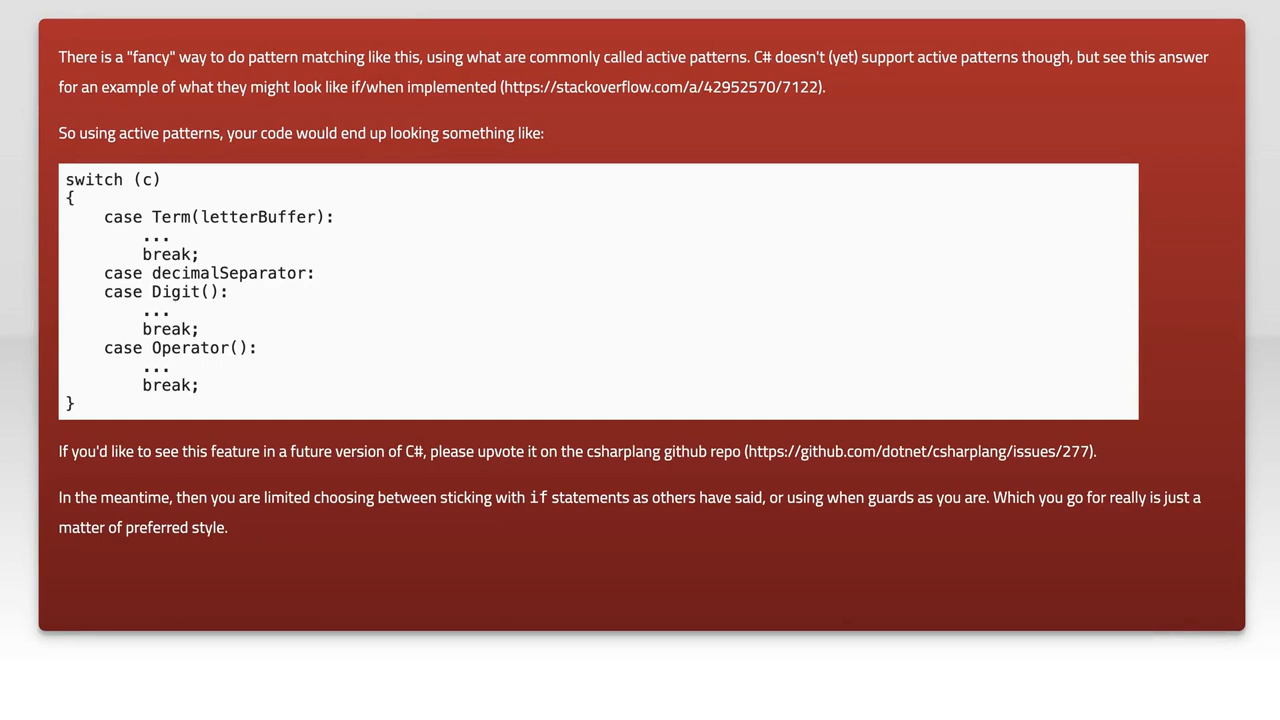 There is a "fancy" way to do pattern matching like this, using what are commonly called active patterns. C# doesn't (yet) support active patterns though, but see this answer
for an example of what they might look like if/when implemented (https://stackoverflow.com/a/42952570/7122).
So using active patterns, your code would end up looking something like:
switch (c)
{
    case Term(letterBuffer):
        ...
        break;
    case decimalSeparator:
    case Digit():
        ...
        break;
    case Operator():
        ...
        break;
}
If you'd like to see this feature in a future version of C#, please upvote it on the csharplang github repo (https://github.com/dotnet/csharplang/issues/277).
In the meantime, then you are limited choosing between sticking with if statements as others have said, or using when guards as you are. Which you go for really is just a
matter of preferred style.